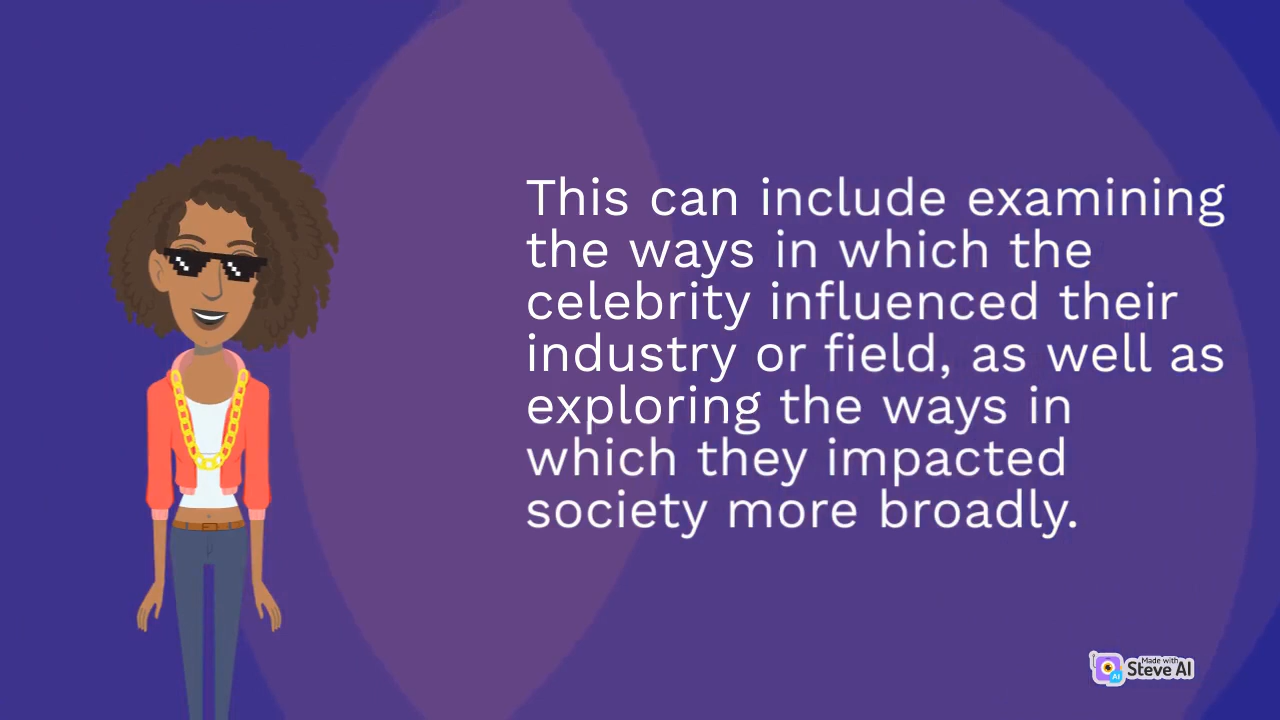 This can include examining
the ways in which the
celebrity influenced their
industry or field, as well as
exploring the ways in
which they impacted
society more broadly.
Made with
Steve AI
AI